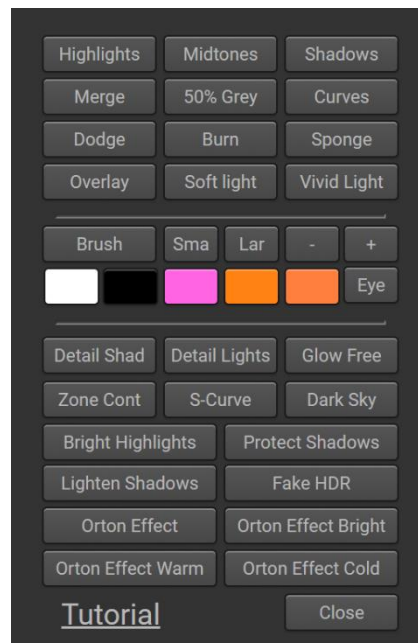 Highlights Midtones Shadows
Merge 50% Grey Curves
Dodge Burn Sponge
Overlay Soft light Vivid Light
Brush Sma Lar - +
Eye
Detail Shad Detail Lights Glow Free
Zone Cont S-Curve Dark Sky
Bright Highlights Protect Shadows
Lighten Shadows Fake HDR
Orton Effect Orton Effect Bright
Orton Effect Warm Orton Effect Cold
Tutorial Close